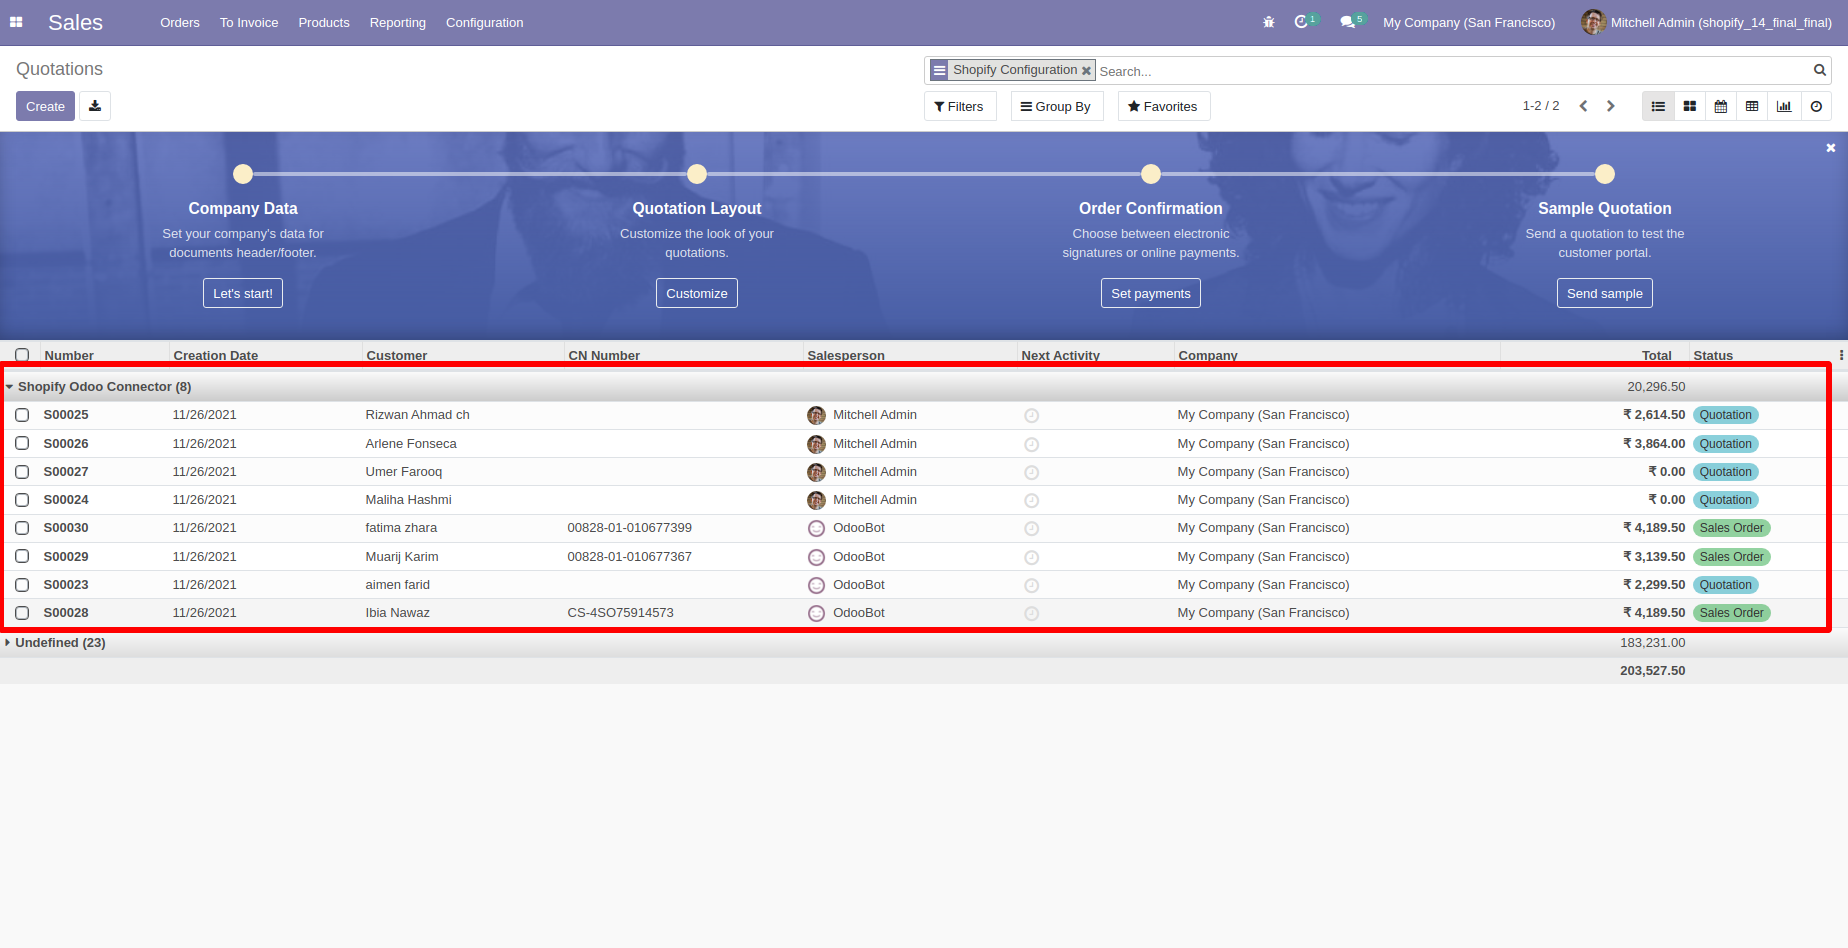 Sales Orders To Invoice Products Reporting Configuration 1 5 My Company (San Francisco) Mitchell Admin (shopify_14_final_final)
Quotations
Shopify Configuration Search...
Create Filters Group By Favorites 1-2 / 2
Company Data Quotation Layout Order Confirmation Sample Quotation
Set your company's data for Customize the look of your Choose between electronic Send a quotation to test the
documents header/footer. quotations. signatures or online payments. customer portal.
Let's start! Customize Set payments Send sample
Number Creation Date Customer CN Number Salesperson Next Activity Company Total Status
Shopify Odoo Connector (8) 20,296.50
S00025 11/26/2021 Rizwan Ahmad ch Mitchell Admin My Company (San Francisco) ₹ 2,614.50 Quotation
S00026 11/26/2021 Arlene Fonseca Mitchell Admin My Company (San Francisco) ₹ 3,864.00 Quotation
S00027 11/26/2021 Umer Farooq Mitchell Admin My Company (San Francisco) ₹ 0.00 Quotation
S00024 11/26/2021 Maliha Hashmi Mitchell Admin My Company (San Francisco) ₹ 0.00 Quotation
S00030 11/26/2021 fatima zhara 00828-01-010677399 OdooBot My Company (San Francisco) ₹ 4,189.50 Sales Order
S00029 11/26/2021 Muarij Karim 00828-01-010677367 OdooBot My Company (San Francisco) ₹ 3,139.50 Sales Order
S00023 11/26/2021 aimen farid OdooBot My Company (San Francisco) ₹ 2,299.50 Quotation
S00028 11/26/2021 Ibia Nawaz CS-4SO75914573 OdooBot My Company (San Francisco) ₹ 4,189.50 Sales Order
Undefined (23) 183,231.00
203,527.50